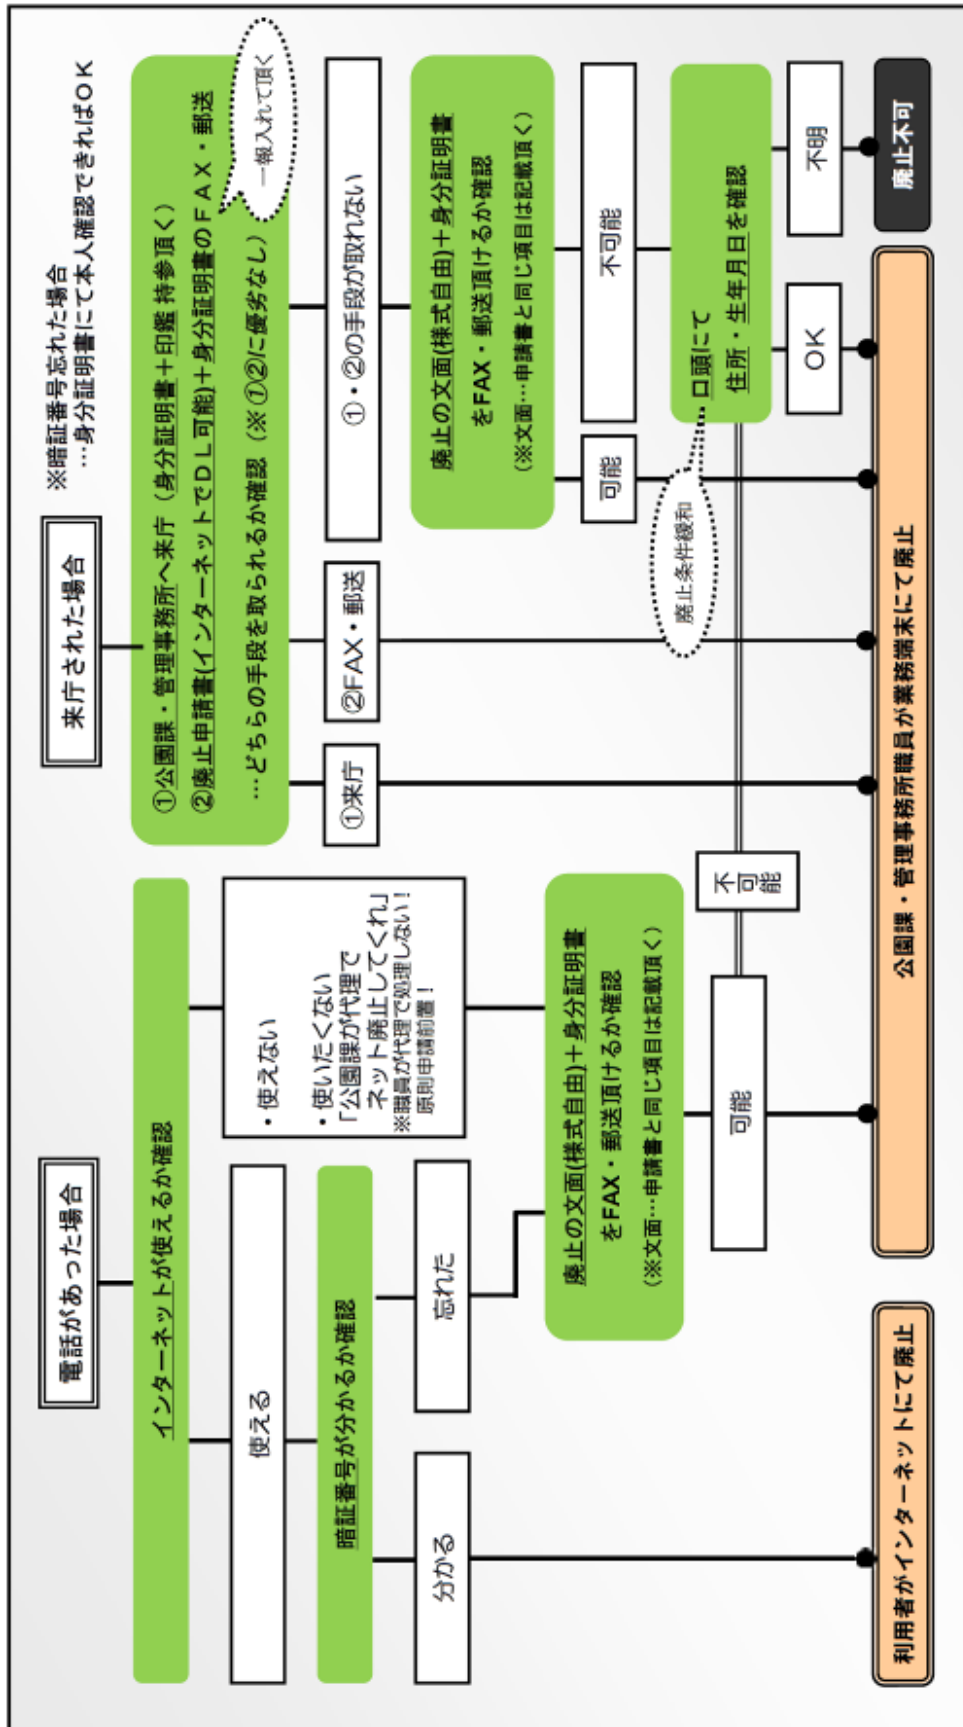 電話があった場合
インターネットが使えるか確認
使える
・使えない
・使いたくない
「公園課が代理で
ネット廃止してくれ」
※職員が代理で処理しない!
原則申請前置!
暗証番号が分かるか確認
分かる
忘れた
廃止の文面(様式自由)+身分証明書
をFAX・郵送頂けるか確認
(※文面…申請書と同じ項目は記載頂く)
可能
不可能
利用者がインターネットにて廃止
来庁された場合
※暗証番号忘れた場合
…身分証明書にて本人確認できればOK
①公園課・管理事務所へ来庁(身分証明書+印鑑 持参頂く)
②廃止申請書(インターネットでDL可能)+身分証明書のFAX・郵送
…どちらの手段を取られるか確認(※①②に優劣なし)
一報入れて頂く
①来庁
②FAX・郵送
①・②の手段が取れない
廃止の文面(様式自由)+身分証明書
をFAX・郵送頂けるか確認
(※文面…申請書と同じ項目は記載頂く)
可能
不可能
廃止条件緩和
口頭にて
住所・生年月日を確認
OK
不明
公園課・管理事務所職員が業務端末にて廃止
廃止不可